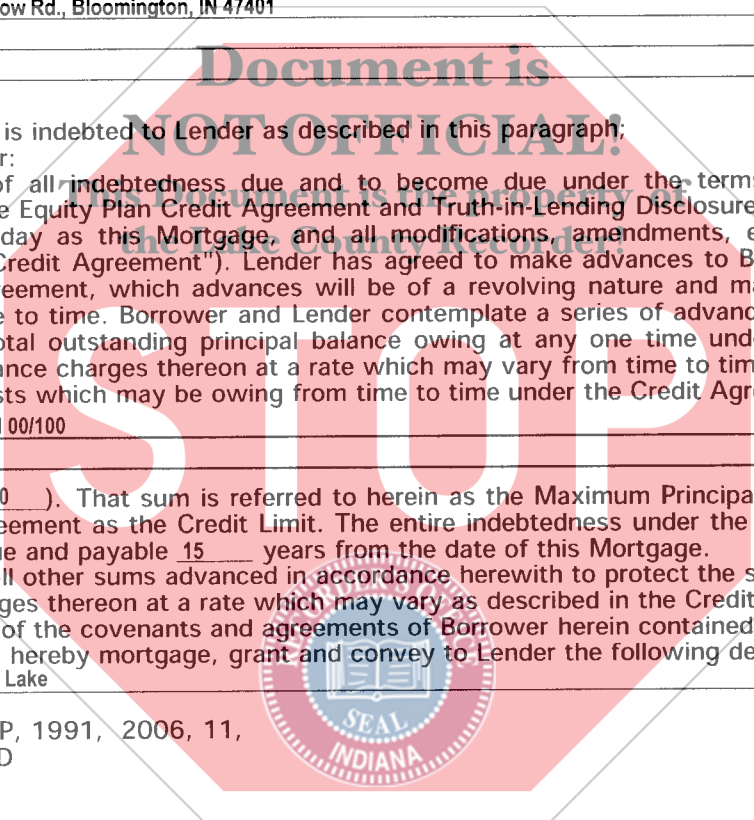 ow Rd., Bloomington, IN 47401
Document is
NOT OFFICIAL!
is indebted to Lender as described in this paragraph;
r:
of all indebtedness due and to become due under the terms
This Document is the property of
e Equity Plan Credit Agreement and Truth-in-Lending Disclosure
day as this Mortgage, and all modifications, amendments, e
the Lake County Recorder!
Credit Agreement"). Lender has agreed to make advances to B
reement, which advances will be of a revolving nature and ma
e to time. Borrower and Lender contemplate a series of advanc
otal outstanding principal balance owing at any one time und
ance charges thereon at a rate which may vary from time to tim
STOP
sts which may be owing from time to time under the Credit Agr
00/100
0 ). That sum is referred to herein as the Maximum Principa
eement as the Credit Limit. The entire indebtedness under the
e and payable 15 years from the date of this Mortgage.
ll other sums advanced in accordance herewith to protect the s
ges thereon at a rate which may vary as described in the Credit
of the covenants and agreements of Borrower herein contained
hereby mortgage, grant and convey to Lender the following de
Lake
SEAL
INDIANA
P, 1991, 2006, 11,
D